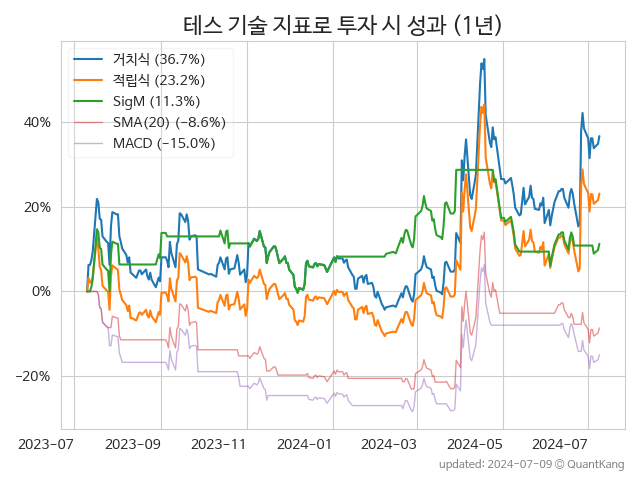 테스 기술 지표로 투자 시 성과 (1년)
거치식 (36.7%)
적립식 (23.2%)
SigM (11.3%)
SMA(20) (−8.6%)
MACD (−15.0%)
40%
20%
0%
−20%
2023-07 2023-09 2023-11 2024-01 2024-03 2024-05 2024-07
updated: 2024-07-09 © QuantKang